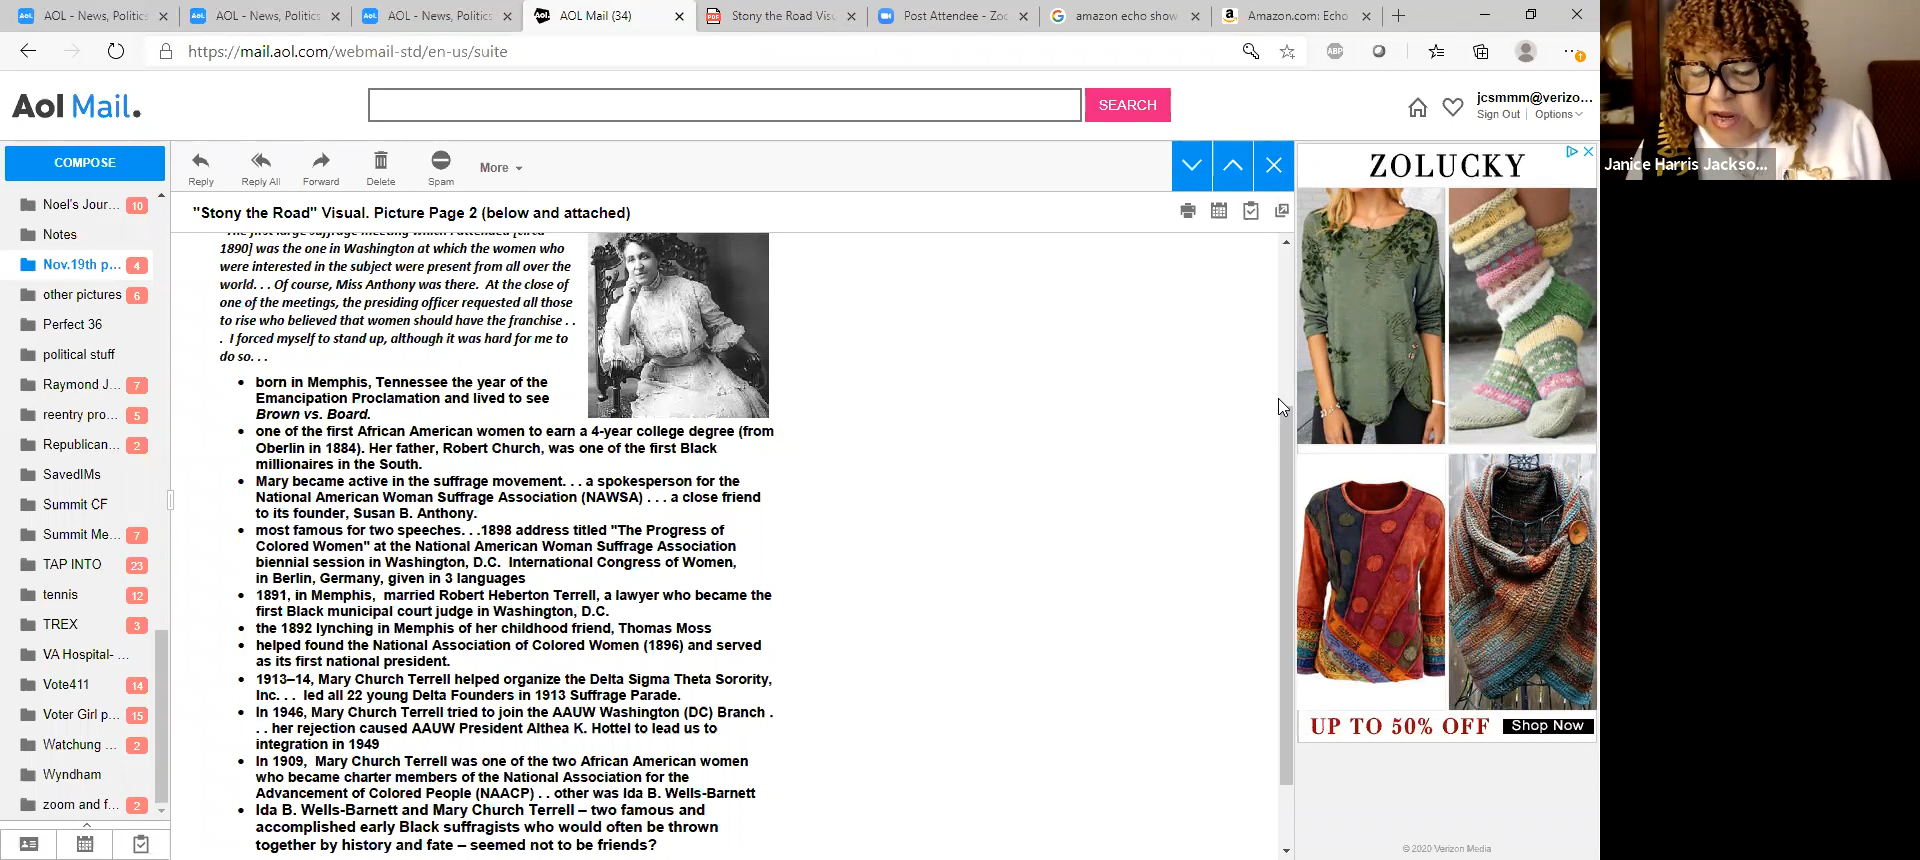 AOL - News, Politics
AOL - News, Politics
AOL - News, Politics
AOL Mail (34)
Stony the Road Visu
Post Attendee - Zoo
amazon echo show
Amazon.com: Echo
https://mail.aol.com/webmail-std/en-us/suite
ABP
Aol Mail.
SEARCH
jcsmmm@verizo...
Sign Out
Options
COMPOSE
Reply
Reply All
Forward
Delete
Spam
More
"Stony the Road" Visual. Picture Page 2 (below and attached)
Noel's Jour... 10
Notes
Nov.19th p... 4
other pictures 6
Perfect 36
political stuff
Raymond J... 7
reentry pro... 5
Republican... 2
SavedIMs
Summit CF
Summit Me... 7
TAP INTO 23
tennis 12
TREX 3
VA Hospital- ...
Vote411 14
Voter Girl p... 15
Watchung ... 2
Wyndham
zoom and f... 2
The first large suffrage meeting which I attended [circa
1890] was the one in Washington at which the women who
were interested in the subject were present from all over the
world. . . Of course, Miss Anthony was there.  At the close of
one of the meetings, the presiding officer requested all those
to rise who believed that women should have the franchise . .
.  I forced myself to stand up, although it was hard for me to
do so. . .
• born in Memphis, Tennessee the year of the
Emancipation Proclamation and lived to see
Brown vs. Board.
• one of the first African American women to earn a 4-year college degree (from
Oberlin in 1884). Her father, Robert Church, was one of the first Black
millionaires in the South.
• Mary became active in the suffrage movement. . . a spokesperson for the
National American Woman Suffrage Association (NAWSA) . . . a close friend
to its founder, Susan B. Anthony.
• most famous for two speeches. . .1898 address titled "The Progress of
Colored Women" at the National American Woman Suffrage Association
biennial session in Washington, D.C.  International Congress of Women,
in Berlin, Germany, given in 3 languages
• 1891, in Memphis,  married Robert Heberton Terrell, a lawyer who became the
first Black municipal court judge in Washington, D.C.
• the 1892 lynching in Memphis of her childhood friend, Thomas Moss
• helped found the National Association of Colored Women (1896) and served
as its first national president.
• 1913–14, Mary Church Terrell helped organize the Delta Sigma Theta Sorority,
Inc. . .  led all 22 young Delta Founders in 1913 Suffrage Parade.
• In 1946, Mary Church Terrell tried to join the AAUW Washington (DC) Branch .
. . her rejection caused AAUW President Althea K. Hottel to lead us to
integration in 1949
• In 1909,  Mary Church Terrell was one of the two African American women
who became charter members of the National Association for the
Advancement of Colored People (NAACP) . . other was Ida B. Wells-Barnett
• Ida B. Wells-Barnett and Mary Church Terrell – two famous and
accomplished early Black suffragists who would often be thrown
together by history and fate – seemed not to be friends?
ZOLUCKY
UP TO 50% OFF
Shop Now
© 2020 Verizon Media
Janice Harris Jackso...